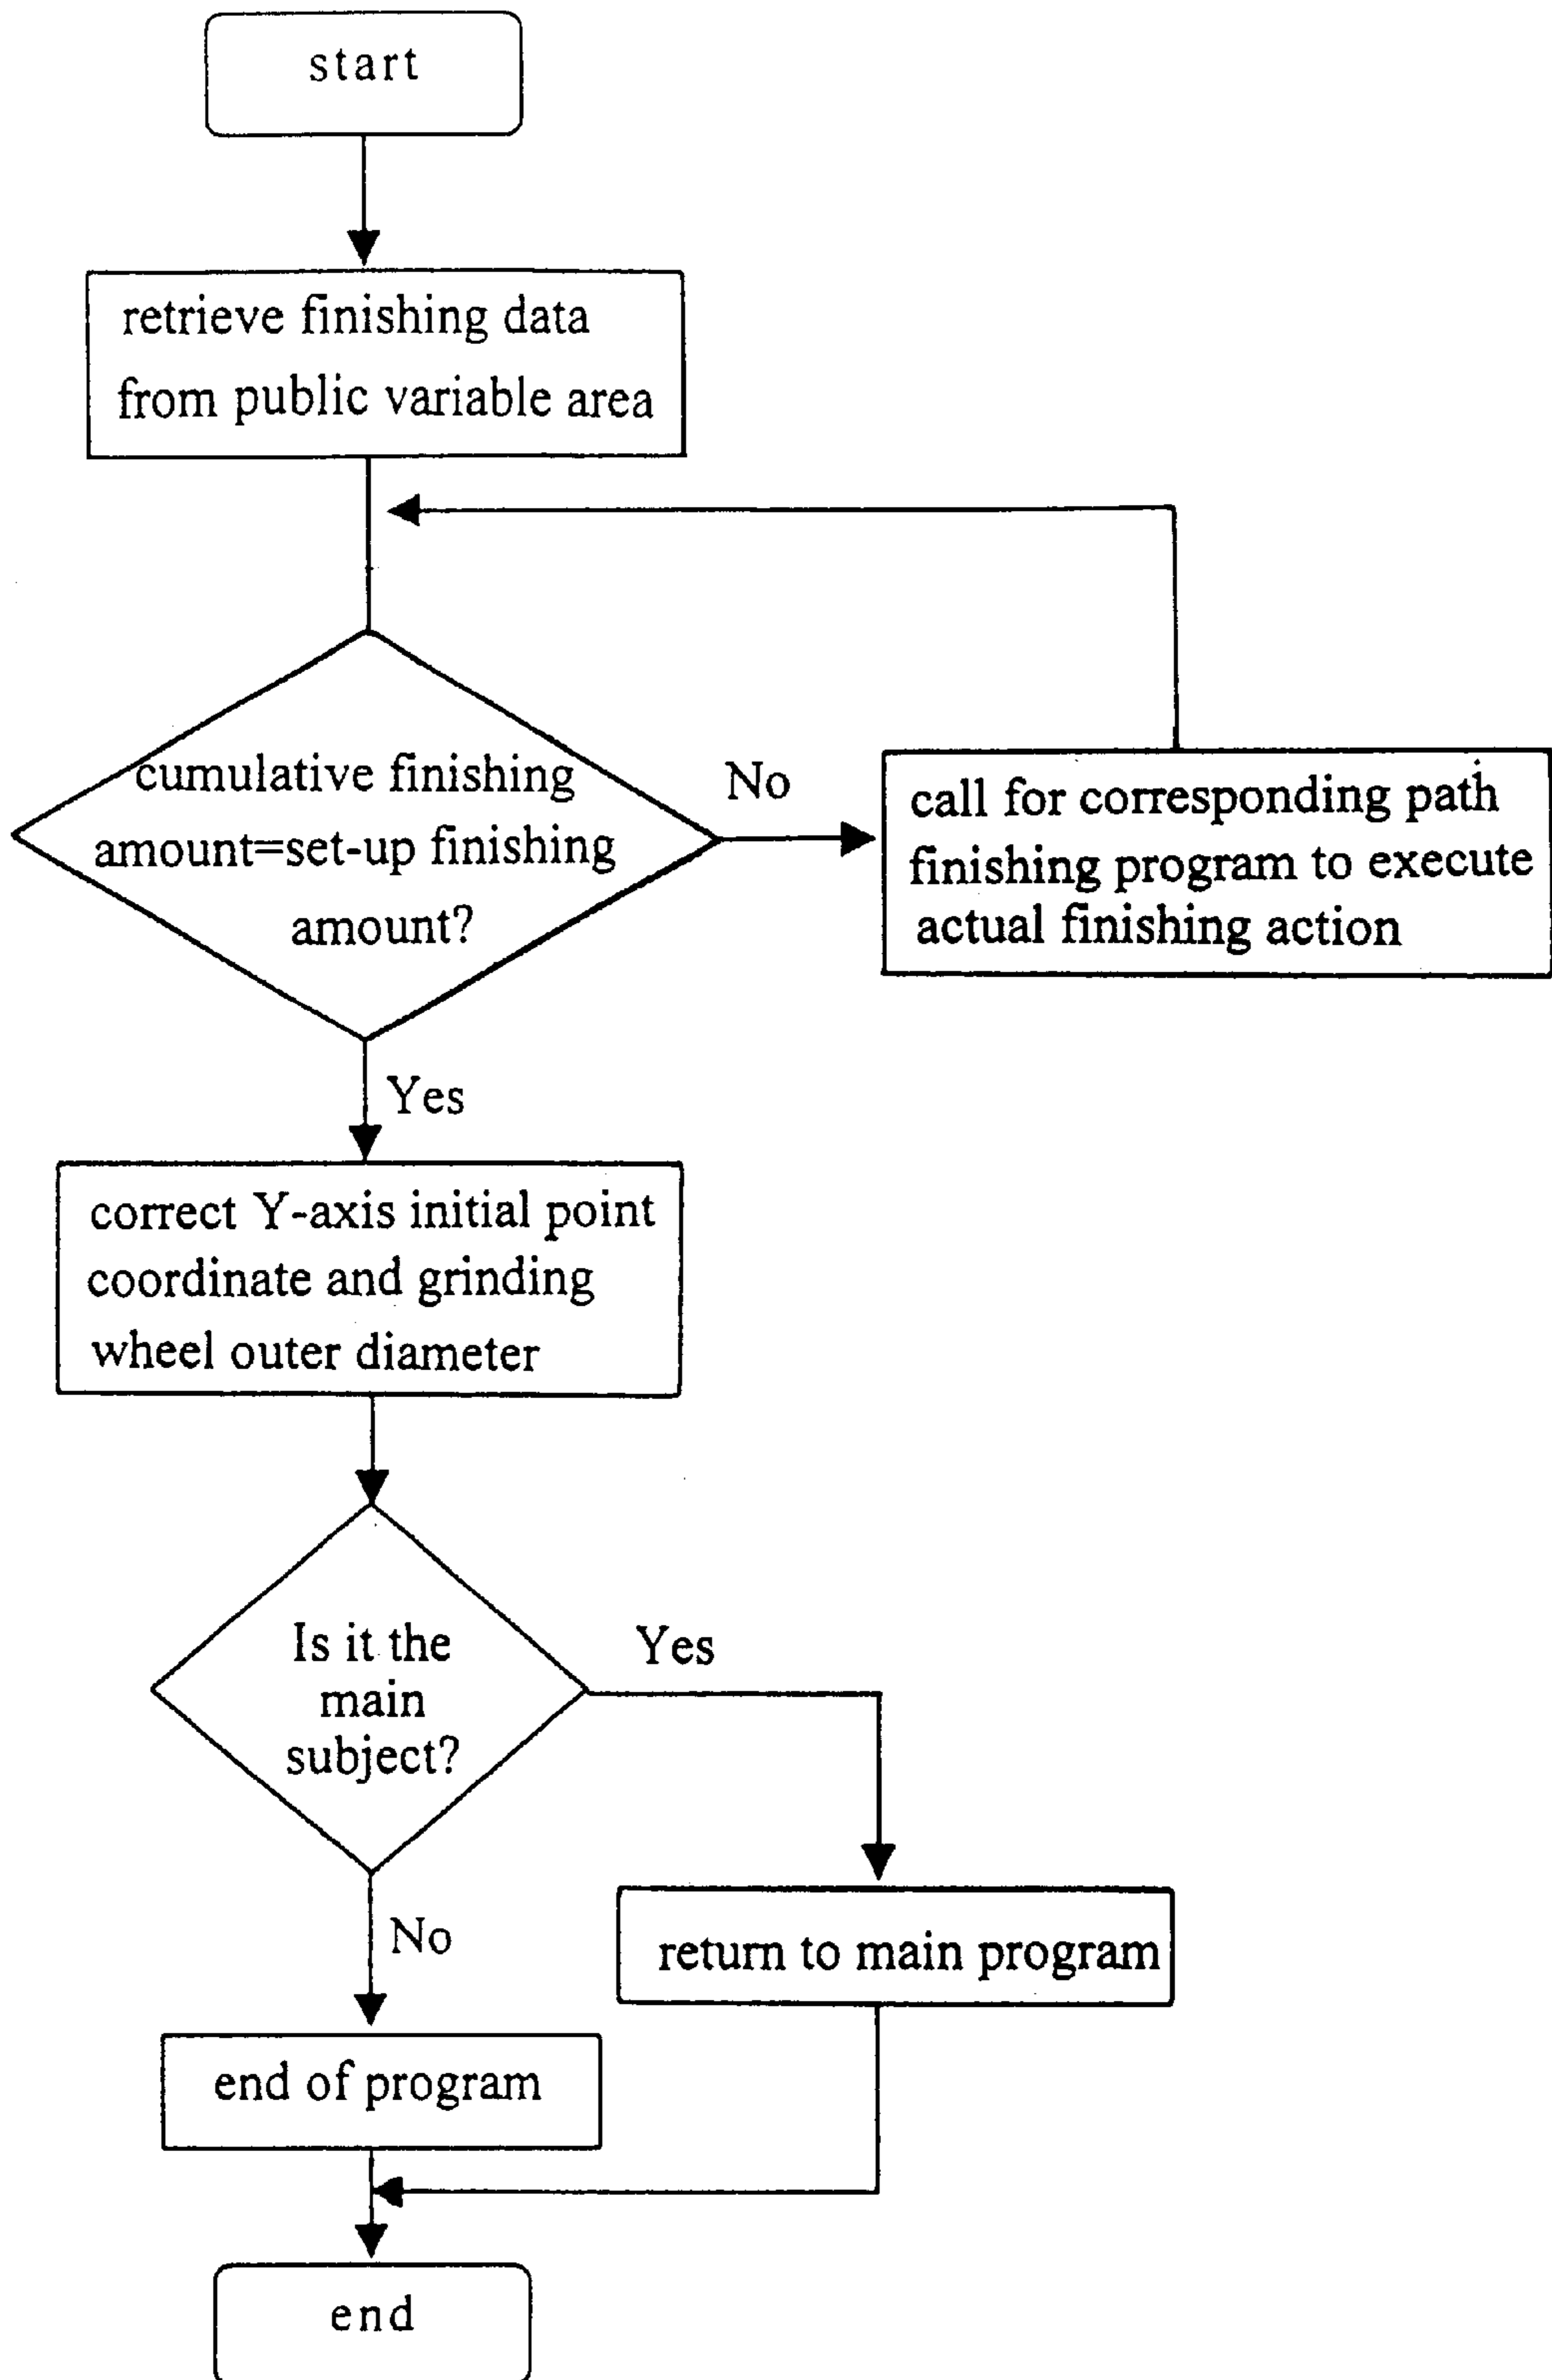 start
retrieve finishing data
from public variable area
cumulative finishing
amount=set-up finishing
amount?
No
call for corresponding path
finishing program to execute
actual finishing action
Yes
correct Y-axis initial point
coordinate and grinding
wheel outer diameter
Is it the
main
subject?
Yes
No
return to main program
end of program
end